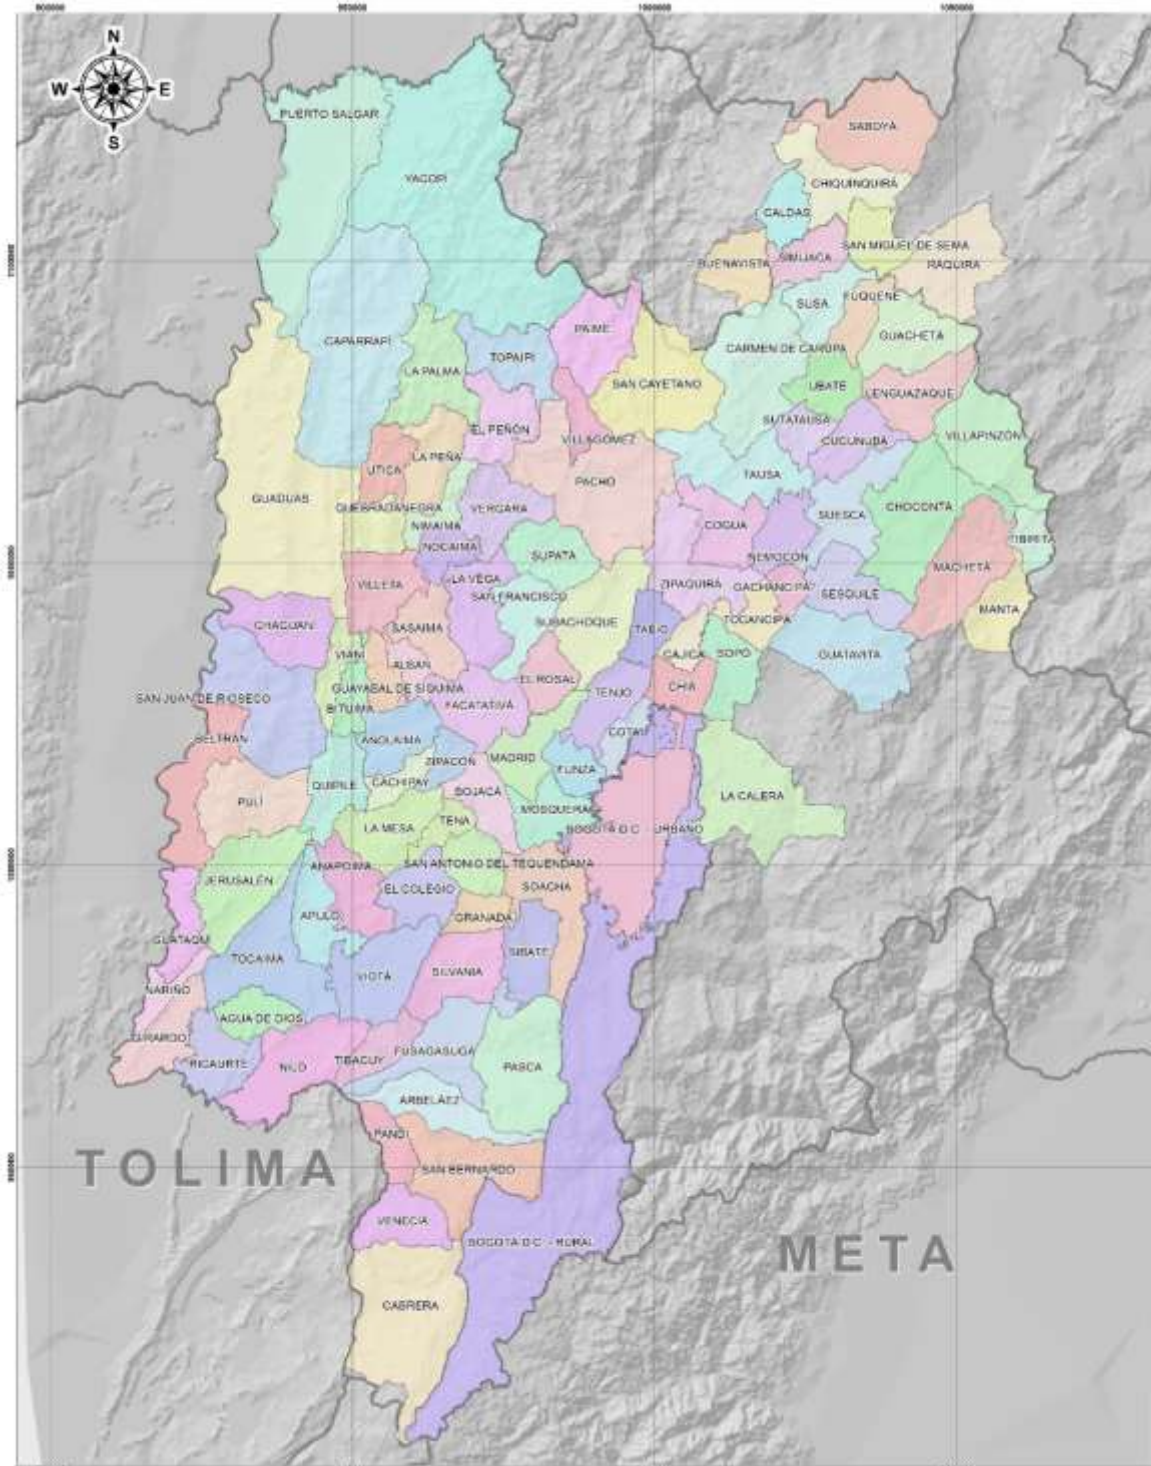 N
W E
S
PUERTO SALGAR
SABOYÁ
YACOPÍ
CHIQUINQUIRÁ
CALDAS
SAN MIGUEL DE SEMA
BUENAVISTA
SIMIJACA
RÁQUIRA
SUSA
FÚQUENE
PAIME
GUACHETÁ
CAPARRAPÍ
CARMEN DE CARUPA
TOPAIPÍ
LA PALMA
SAN CAYETANO
UBATÉ
LENGUAZAQUE
SUTATAUSA
EL PEÑÓN
VILLAGÓMEZ
CUCUNUBÁ
VILLAPINZÓN
LA PEÑA
ÚTICA
PACHO
TAUSA
GUADUAS
QUEBRADANEGRA
VERGARA
SUESCA
CHOCONTÁ
NIMAIMA
COGUA
NOCAIMA
SUPATÁ
NEMOCÓN
TIBIRITA
MACHETÁ
VILLETA
LA VEGA
ZIPAQUIRÁ
GACHANCIPÁ
SAN FRANCISCO
SESQUILÉ
MANTA
SUBACHOQUE
TOCANCIPÁ
CHAGUANÍ
SASAIMA
TABIO
VIANÍ
CAJICÁ
SOPÓ
GUATAVITA
ALBÁN
EL ROSAL
GUAYABAL DE SIQUIMA
CHÍA
TENJO
SAN JUAN DE RIOSECO
FACATATIVÁ
BITUIMA
COTA
BELTRÁN
ANOLAIMA
ZIPACÓN
MADRID
FUNZA
QUIPILE
CACHIPAY
BOJACÁ
LA CALERA
PULÍ
MOSQUERA
TENA
LA MESA
BOGOTÁ D.C. - URBANO
ANAPOIMA
SAN ANTONIO DEL TEQUENDAMA
JERUSALÉN
EL COLEGIO
SOACHA
APULO
GRANADA
GUATAQUÍ
SIBATÉ
TOCAIMA
VIOTÁ
SILVANIA
NARIÑO
AGUA DE DIOS
GIRARDOT
FUSAGASUGÁ
RICAURTE
NILO
TIBACUY
PASCA
ARBELÁEZ
PANDI
TOLIMA
SAN BERNARDO
VENECIA
BOGOTÁ D.C. - RURAL
META
CABRERA